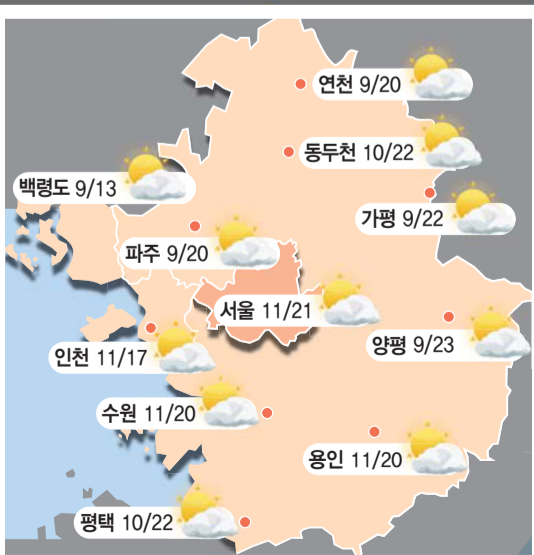 연천 9/20
동두천 10/22
백령도 9/13
가평 9/22
파주 9/20
서울 11/21
인천 11/17
양평 9/23
수원 11/20
용인 11/20
평택 10/22